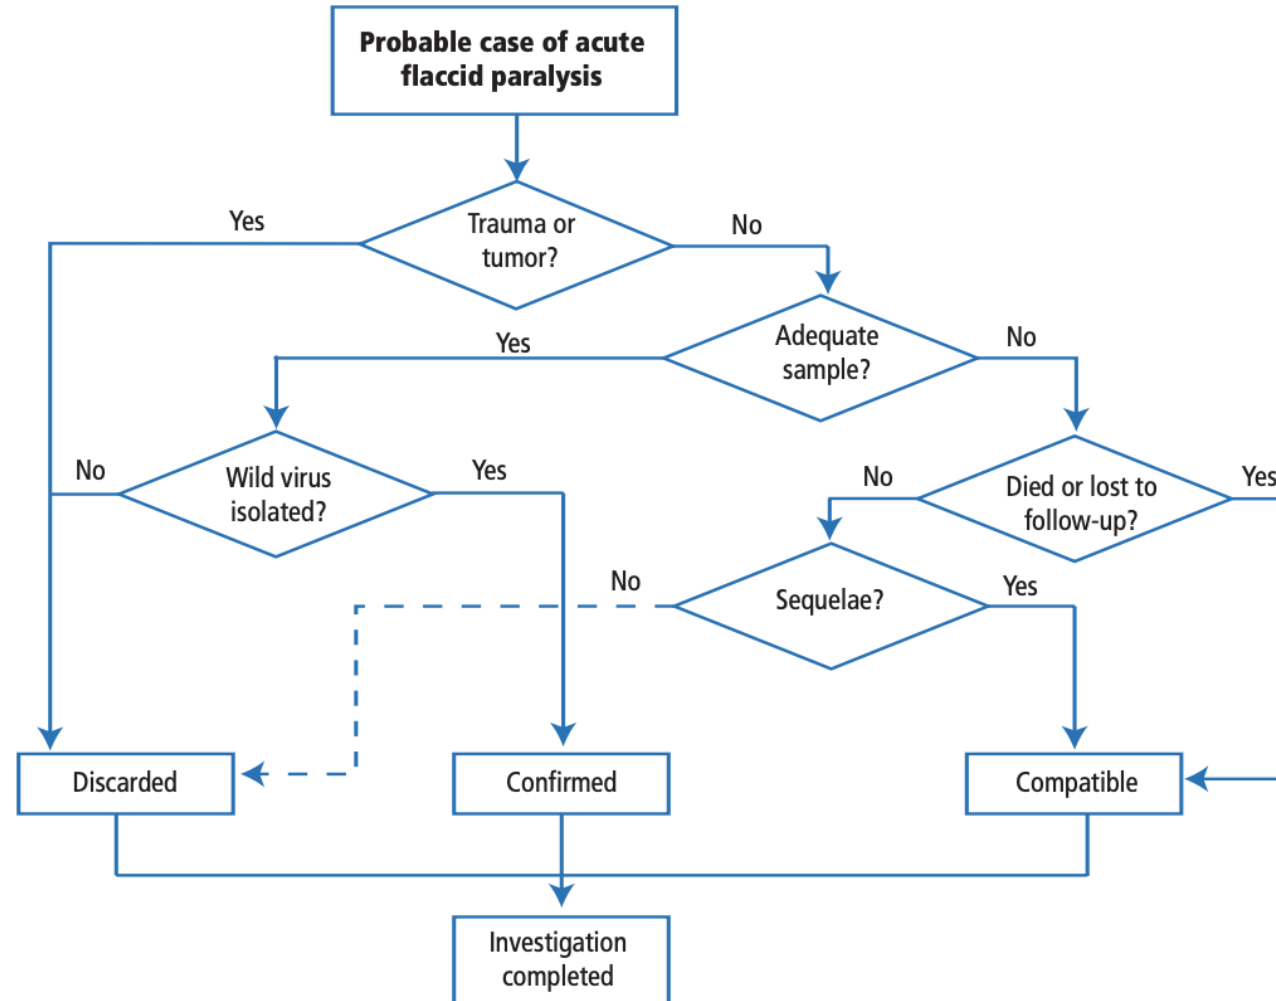 Probable case of acute
flaccid paralysis
Yes
Trauma or
tumor?
No
Yes
Adequate
sample?
No
No
Wild virus
isolated?
Yes
No
Died or lost to
follow-up?
Yes
No
Sequelae?
Yes
Discarded
Confirmed
Compatible
Investigation
completed